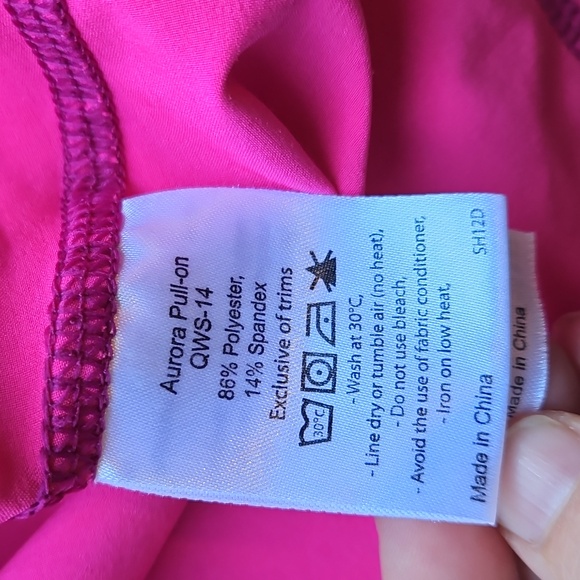 Aurora Pull-on
QWS-14
86% Polyester,
14% Spandex
Exclusive of trims
30°C
- Wash at 30°C,
- Line dry or tumble air (no heat),
- Do not use bleach,
- Avoid the use of fabric conditioner,
- Iron on low heat,
Made in China
SH12D
Made in China